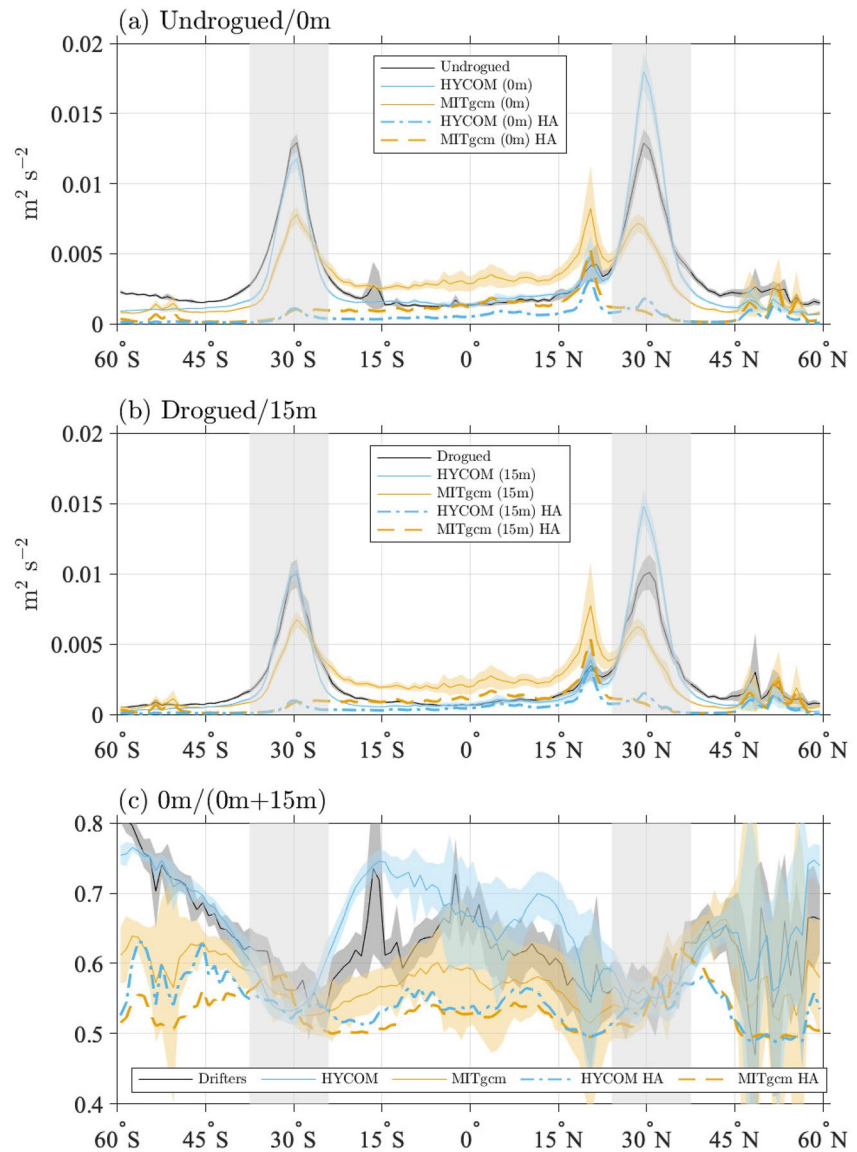 (a) Undrogued/0m
0.02
0.015
0.01
0.005
0
m² s⁻²
Undrogued
HYCOM (0m)
MITgcm (0m)
HYCOM (0m) HA
MITgcm (0m) HA
60°S 45°S 30°S 15°S 0° 15°N 30°N 45°N 60°N
(b) Drogued/15m
0.02
0.015
0.01
0.005
0
m² s⁻²
Drogued
HYCOM (15m)
MITgcm (15m)
HYCOM (15m) HA
MITgcm (15m) HA
60°S 45°S 30°S 15°S 0° 15°N 30°N 45°N 60°N
(c) 0m/(0m+15m)
0.8
0.7
0.6
0.5
0.4
Drifters HYCOM MITgcm HYCOM HA MITgcm HA
60°S 45°S 30°S 15°S 0° 15°N 30°N 45°N 60°N